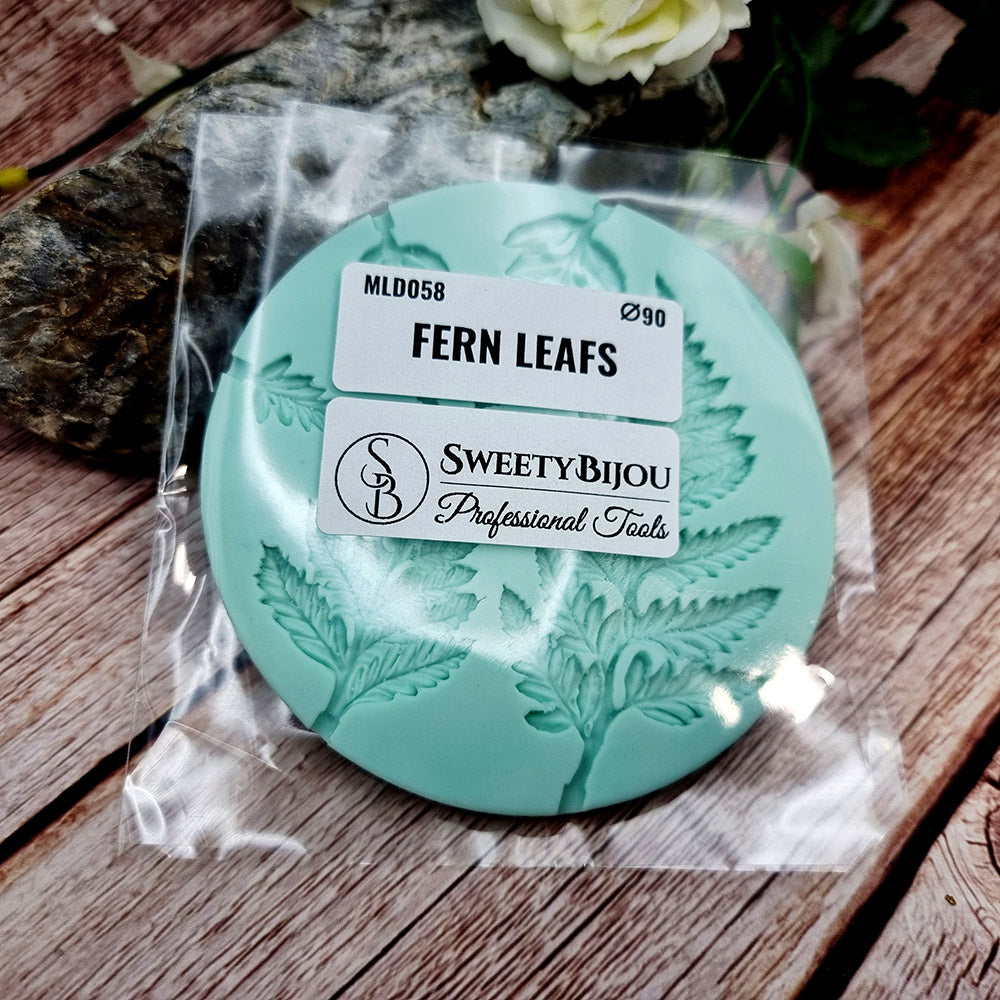 MLD058
Ø90
FERN LEAFS
SB
SWEETYBIJOU
Professional Tools